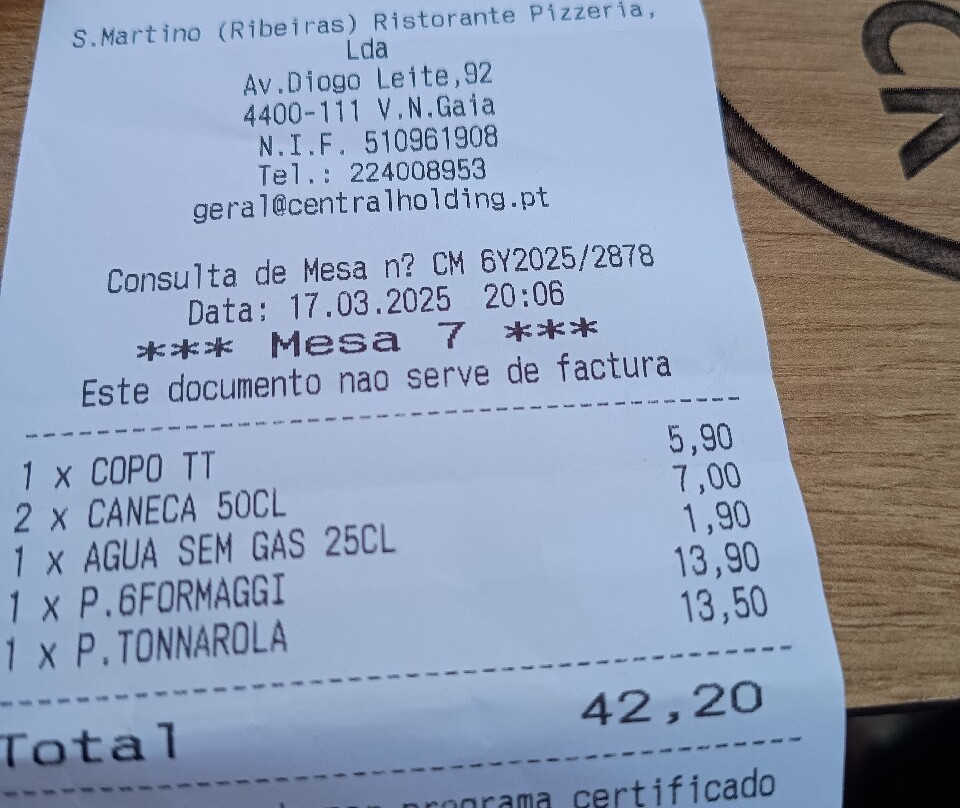 S.Martino (Ribeiras) Ristorante Pizzeria,
Lda
Av.Diogo Leite,92
4400-111 V.N.Gaia
N.I.F. 510961908
Tel.: 224008953
geral@centralholding.pt
Consulta de Mesa n? CM 6Y2025/2878
Data: 17.03.2025 20:06
*** Mesa 7 ***
Este documento nao serve de factura
1 x COPO TT 5,90
2 x CANECA 50CL 7,00
1 x AGUA SEM GAS 25CL 1,90
1 x P.6FORMAGGI 13,90
1 x P.TONNAROLA 13,50
Total 42,20
programa certificado
CK